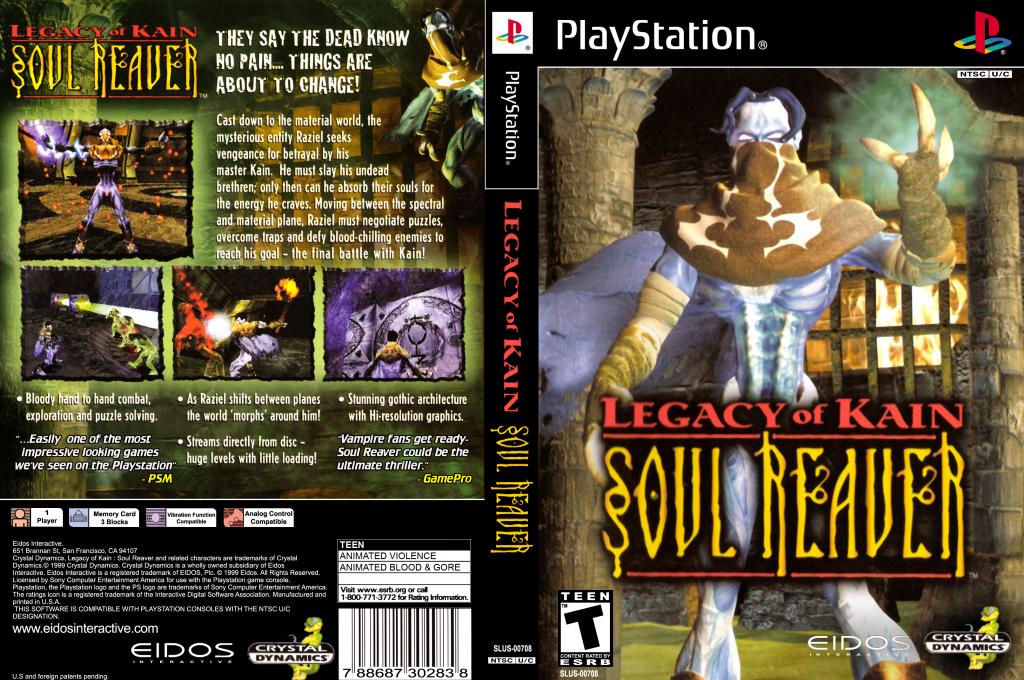 LEGACY of KAIN
SOUL REAVER™
THEY SAY THE DEAD KNOW
NO PAIN.... THINGS ARE
ABOUT TO CHANGE!
Cast down to the material world, the
mysterious entity Raziel seeks
vengeance for betrayal by his
master Kain. He must slay his undead
brethren; only then can he absorb their souls for
the energy he craves. Moving between the spectral
and material plane, Raziel must negotiate puzzles,
overcome traps and defy blood-chilling enemies to
reach his goal – the final battle with Kain!
• Bloody hand to hand combat,
exploration and puzzle solving.
"...Easily one of the most
impressive looking games
we've seen on the Playstation"
- PSM
• As Raziel shifts between planes
the world 'morphs' around him!
• Streams directly from disc –
huge levels with little loading!
• Stunning gothic architecture
with Hi-resolution graphics.
"Vampire fans get ready-
Soul Reaver could be the
ultimate thriller."
- GamePro
1
Player
Memory Card
3 Blocks
Vibration Function
Compatible
Analog Control
Compatible
Eidos Interactive.
651 Brannan St, San Francisco, CA 94107
Crystal Dynamics, Legacy of Kain : Soul Reaver and related characters are trademarks of Crystal
Dynamics.© 1999 Crystal Dynamics. Crystal Dynamics is a wholly owned subsidiary of Eidos
Interactive. Eidos Interactive is a registered trademark of EIDOS, Plc. © 1999 Eidos. All Rights Reserved.
Licensed by Sony Computer Entertainment America for use with the Playstation game console.
Playstation, the Playstation logo and the PS logo are trademarks of Sony Computer Entertainment America.
The ratings icon is a registered trademark of the Interactive Digital Software Association. Manufactured and
printed in U.S.A.
THIS SOFTWARE IS COMPATIBLE WITH PLAYSTATION CONSOLES WITH THE NTSC U/C
DESIGNATION.
www.eidosinteractive.com
EIDOS
INTERACTIVE
CRYSTAL
DYNAMICS
U.S and foreign patents pending.
TEEN
ANIMATED VIOLENCE
ANIMATED BLOOD & GORE
Visit www.esrb.org or call
1-800-771-3772 for Rating Information.
7 88687 30283 8
®
PlayStation®
LEGACY of KAIN
SOUL REAVER
SLUS-00708
NTSC U/C
PlayStation®
®
NTSC U/C
LEGACY of KAIN
SOUL REAVER™
TEEN
™
T
CONTENT RATED BY
ESRB
SLUS-00708
EIDOS
INTERACTIVE
CRYSTAL
DYNAMICS